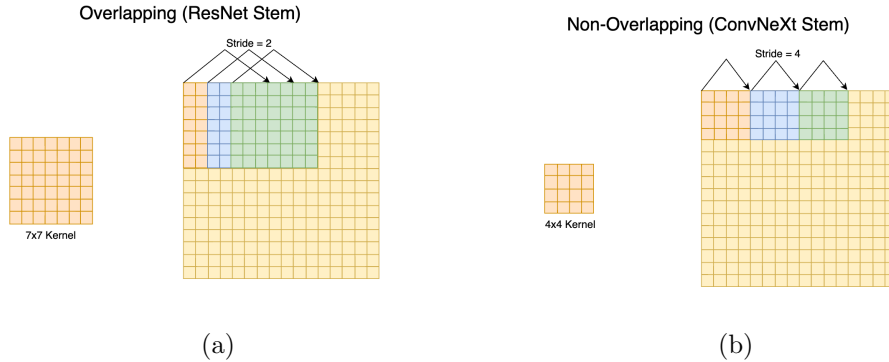 Overlapping (ResNet Stem)
Stride = 2
7x7 Kernel
(a)
Non-Overlapping (ConvNeXt Stem)
Stride = 4
4x4 Kernel
(b)